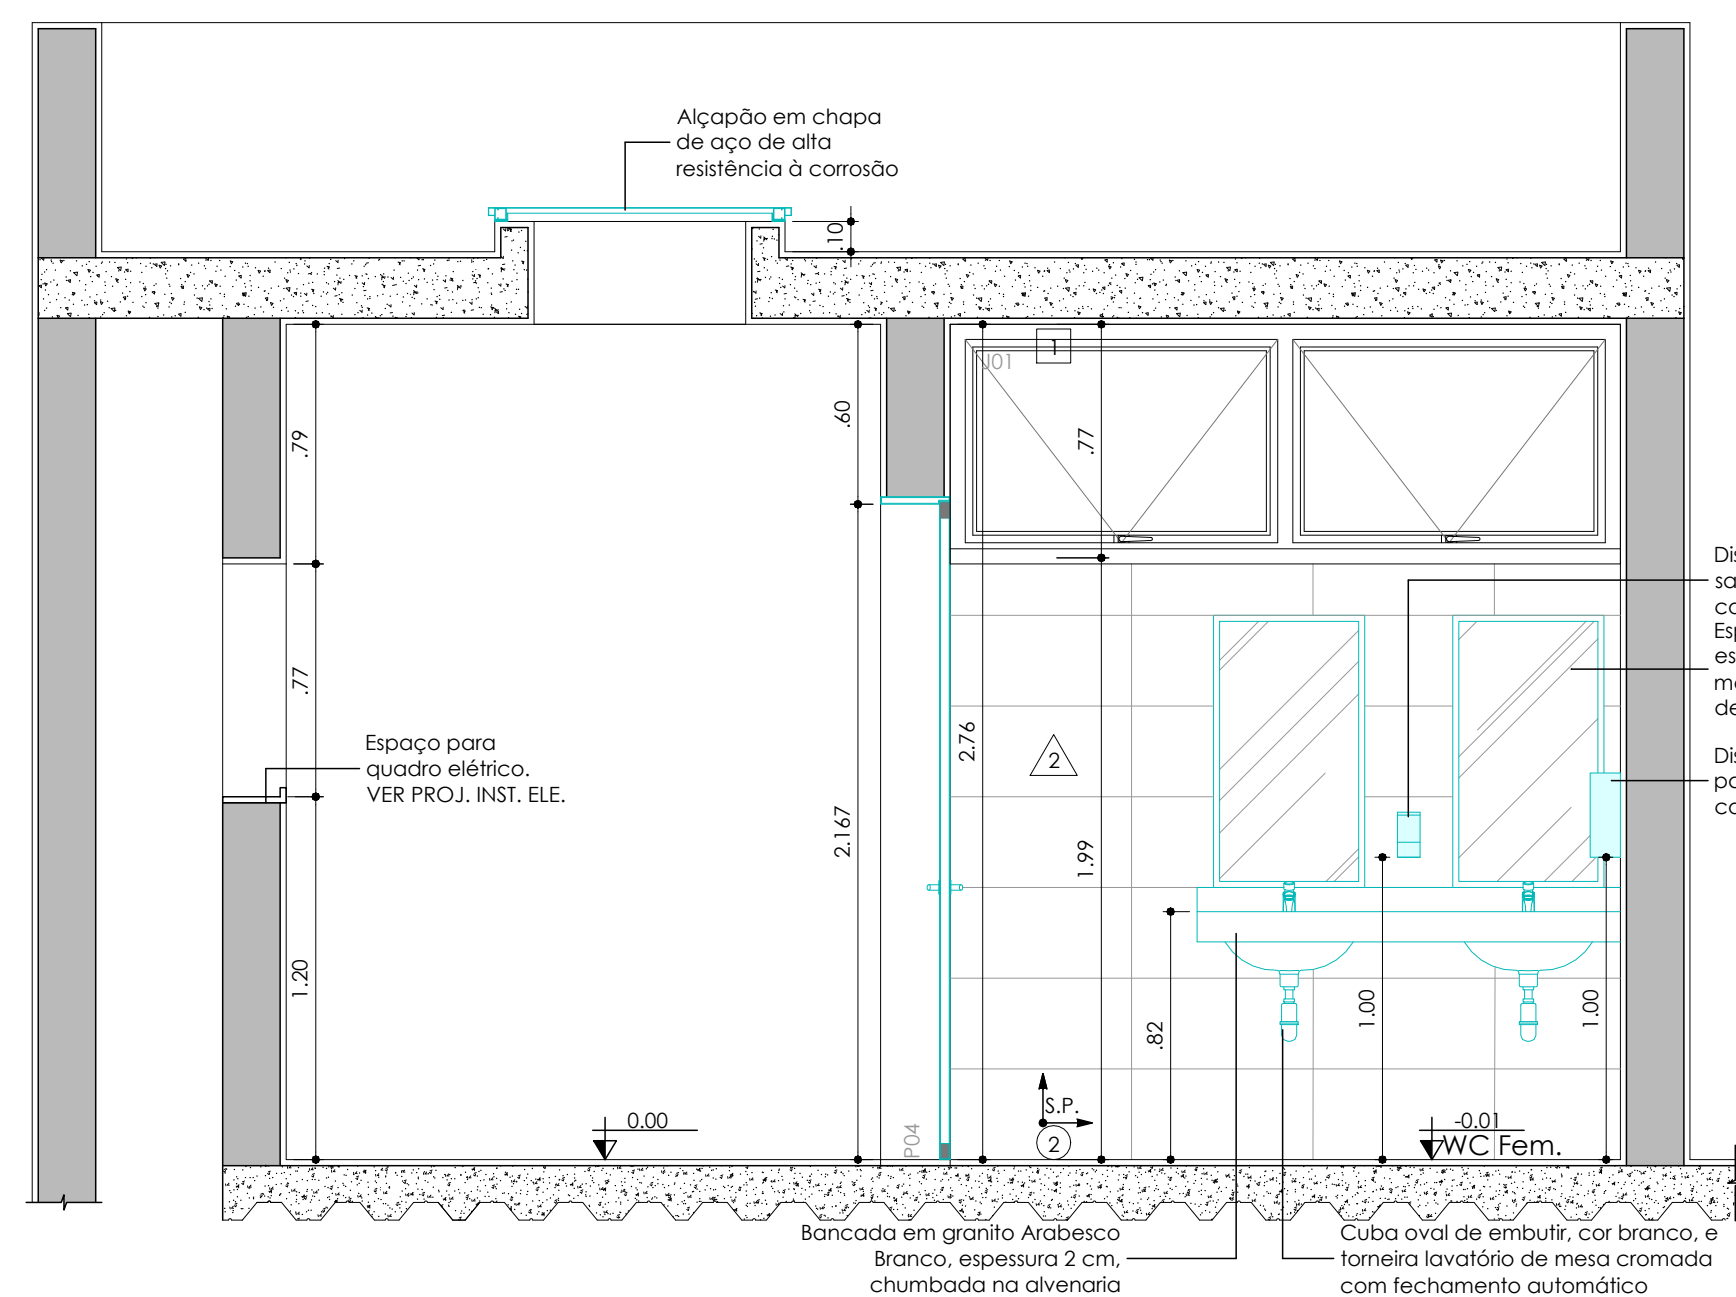 Alçapão em chapa
de aço de alta
resistência à corrosão
.10
1
J01
.79
.60
.77
.77
Espaço para
quadro elétrico.
VER PROJ. INST. ELE.
2.76
2
2.167
1.99
1.20
.82
1.00
1.00
0.00
P04
S.P.
2
-0.01
WC Fem.
Bancada em granito Arabesco
Branco, espessura 2 cm,
chumbada na alvenaria
Cuba oval de embutir, cor branco, e
torneira lavatório de mesa cromada
com fechamento automático